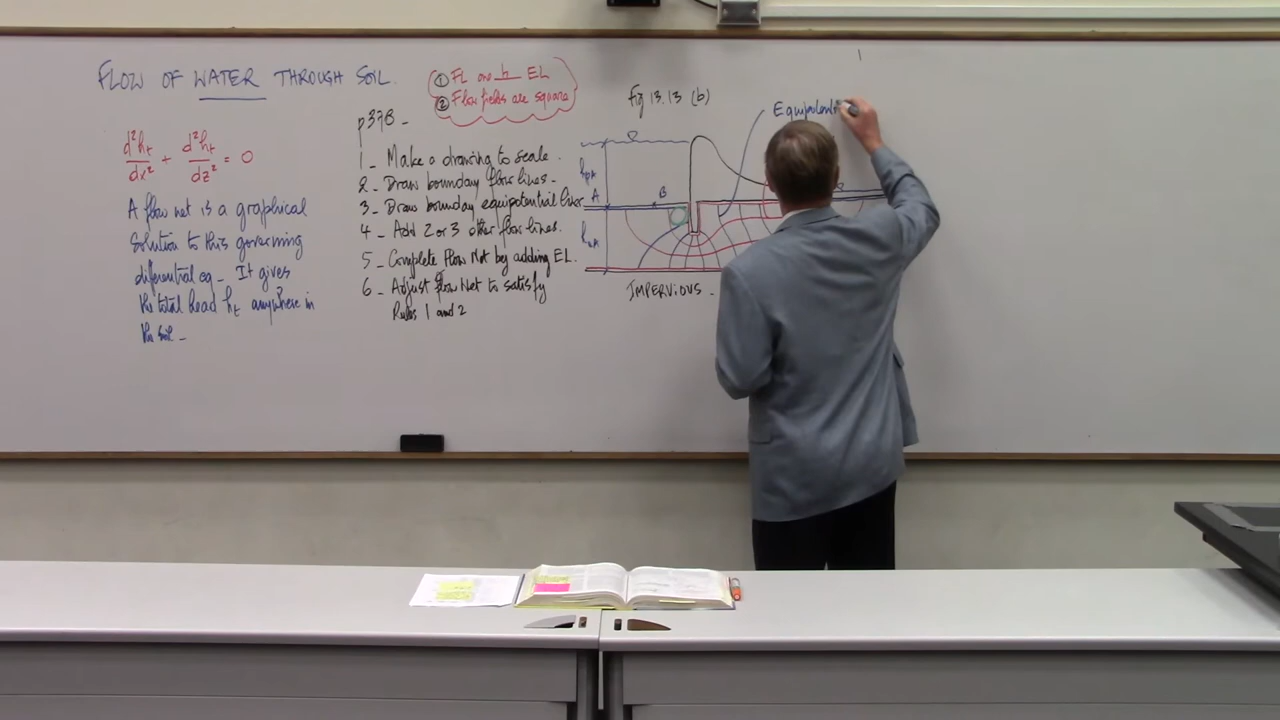 FLOW OF WATER THROUGH SOIL.
① FL and b EL
② Flow fields are square
d²hₜ/dx² + d²hₜ/dz² = 0
A flow net is a graphical
Solution to this governing
differential eq _ It gives
the total head hₜ anywhere in
the soil _
p378 _
1 _ Make a drawing to scale.
2 _ Draw boundary flow lines _
3 _ Draw boundary equipotential lines
4 _ Add 2 or 3 other flow lines.
5 _ Complete Flow Net by adding EL.
6 _ Adjust flow Net to satisfy
Rules 1 and 2
Fig 13.13 (b)
Equipotent
A
B
IMPERVIOUS _